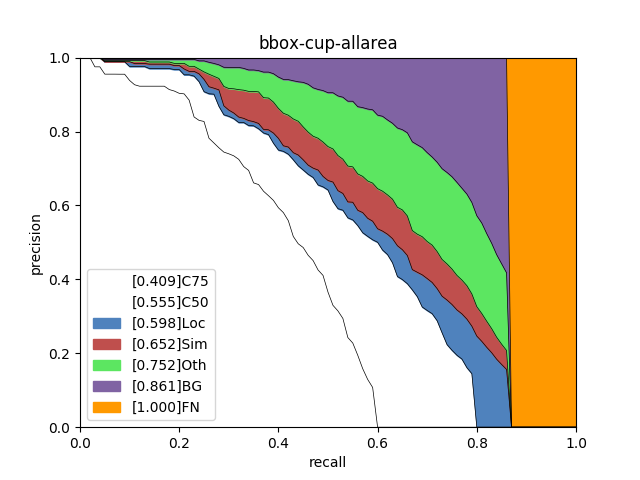 bbox-cup-allarea
precision
1.0
0.8
0.6
0.4
0.2
0.0
[0.409]C75
[0.555]C50
[0.598]Loc
[0.652]Sim
[0.752]Oth
[0.861]BG
[1.000]FN
0.0 0.2 0.4 0.6 0.8 1.0
recall